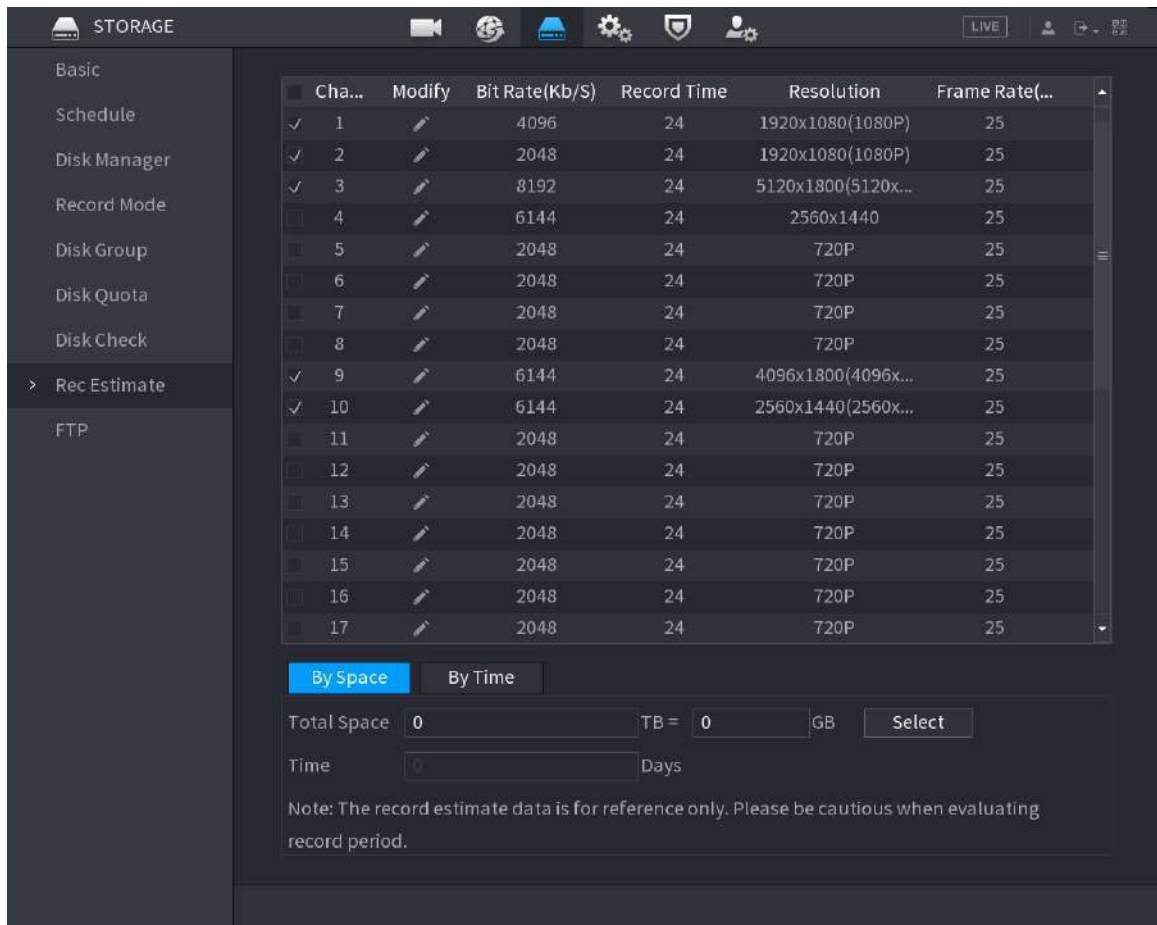 STORAGE
LIVE
Basic
Schedule
Disk Manager
Record Mode
Disk Group
Disk Quota
Disk Check
> Rec Estimate
FTP
Cha... Modify Bit Rate(Kb/S) Record Time Resolution Frame Rate(...
1 4096 24 1920x1080(1080P) 25
2 2048 24 1920x1080(1080P) 25
3 8192 24 5120x1800(5120x... 25
4 6144 24 2560x1440 25
5 2048 24 720P 25
6 2048 24 720P 25
7 2048 24 720P 25
8 2048 24 720P 25
9 6144 24 4096x1800(4096x... 25
10 6144 24 2560x1440(2560x... 25
11 2048 24 720P 25
12 2048 24 720P 25
13 2048 24 720P 25
14 2048 24 720P 25
15 2048 24 720P 25
16 2048 24 720P 25
17 2048 24 720P 25
By Space By Time
Total Space 0 TB = 0 GB Select
Time 0 Days
Note: The record estimate data is for reference only. Please be cautious when evaluating
record period.